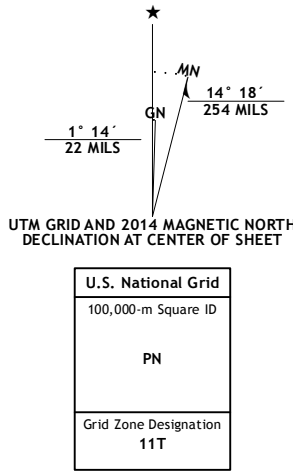 MN
GN
14° 18´
254 MILS
1° 14´
22 MILS
UTM GRID AND 2014 MAGNETIC NORTH
DECLINATION AT CENTER OF SHEET
U.S. National Grid
100,000-m Square ID
PN
Grid Zone Designation
11T